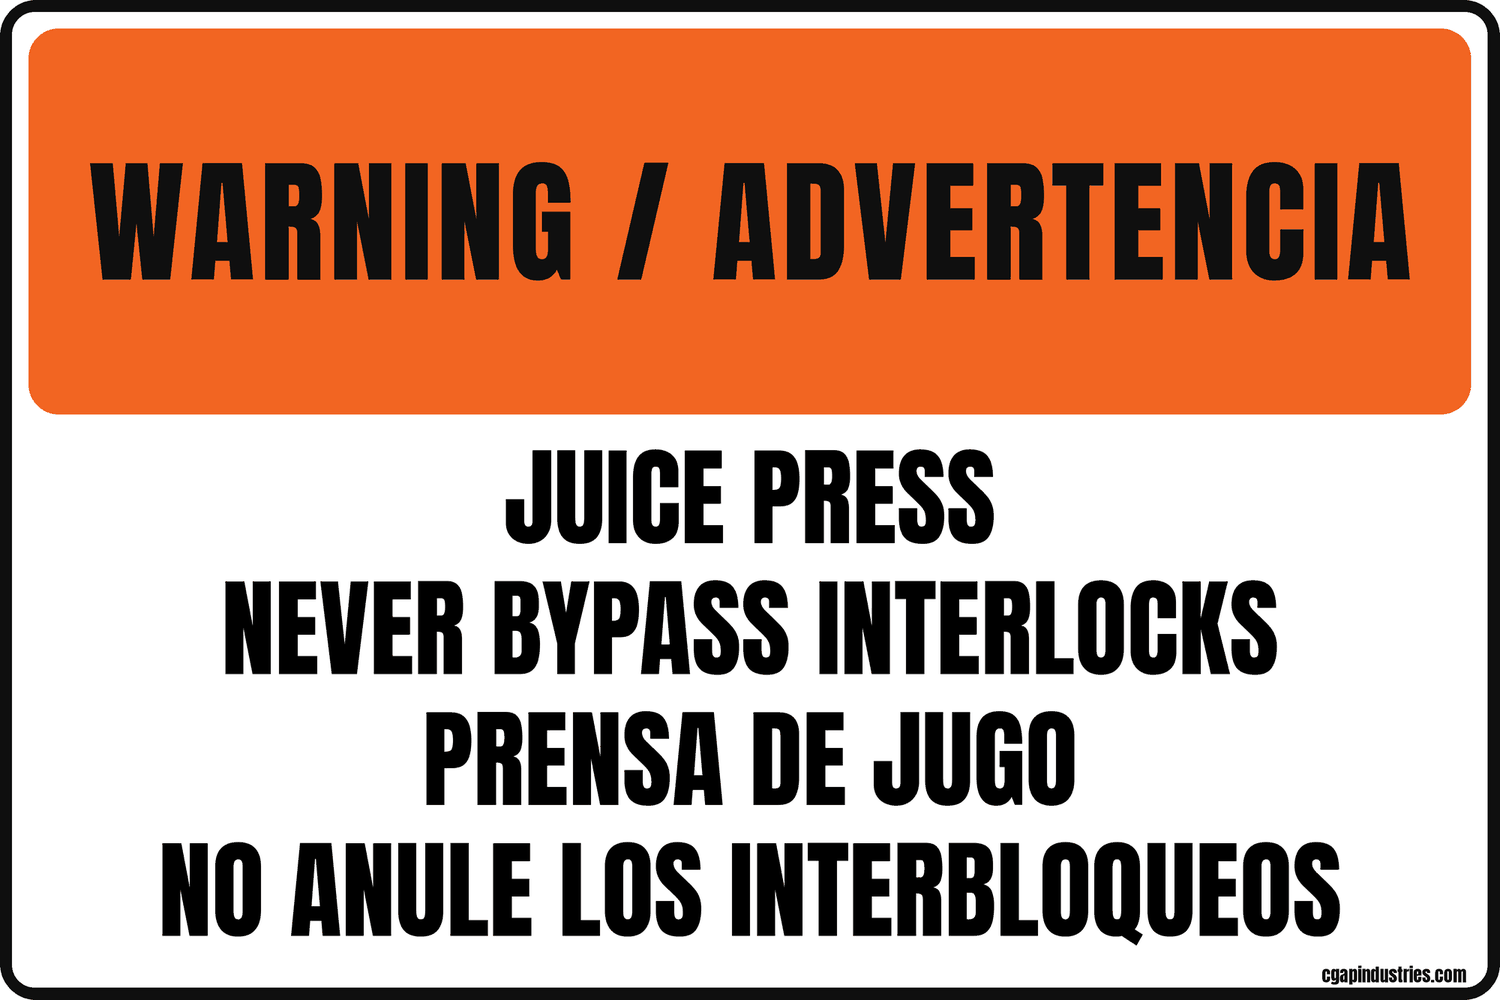 WARNING / ADVERTENCIA
JUICE PRESS
NEVER BYPASS INTERLOCKS
PRENSA DE JUGO
NO ANULE LOS INTERBLOQUEOS
cgapindustries.com